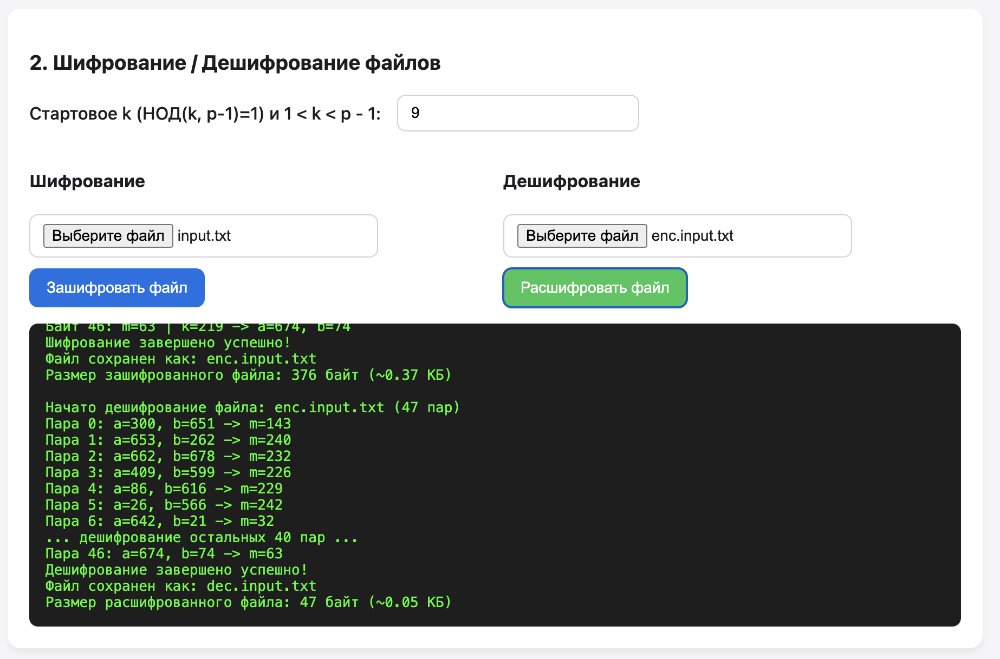 2. Шифрование / Дешифрование файлов
Стартовое k (НОД(k, p-1)=1) и 1 < k < p - 1: 9
Шифрование
Дешифрование
Выберите файл input.txt
Выберите файл enc.input.txt
Зашифровать файл
Расшифровать файл
Байт 46: m=63 | k=219 -> a=674, b=74
Шифрование завершено успешно!
Файл сохранен как: enc.input.txt
Размер зашифрованного файла: 376 байт (~0.37 КБ)
Начато дешифрование файла: enc.input.txt (47 пар)
Пара 0: a=300, b=651 -> m=143
Пара 1: a=653, b=262 -> m=240
Пара 2: a=662, b=678 -> m=232
Пара 3: a=409, b=599 -> m=226
Пара 4: a=86, b=616 -> m=229
Пара 5: a=26, b=566 -> m=242
Пара 6: a=642, b=21 -> m=32
... дешифрование остальных 40 пар ...
Пара 46: a=674, b=74 -> m=63
Дешифрование завершено успешно!
Файл сохранен как: dec.input.txt
Размер расшифрованного файла: 47 байт (~0.05 КБ)